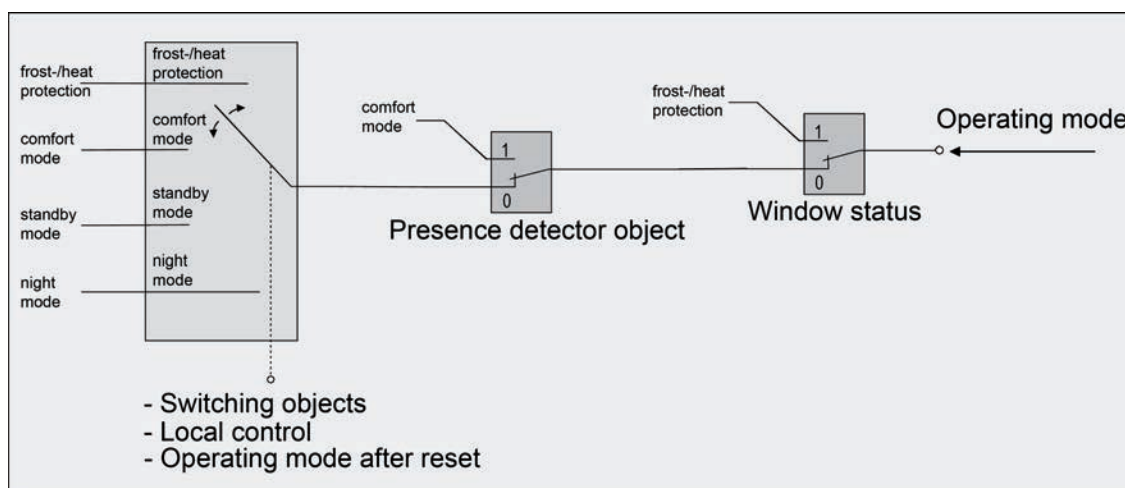 frost-/heat
protection
comfort
mode
standby
mode
night
mode
frost-/heat
protection
comfort
mode
standby
mode
night
mode
- Switching objects
- Local control
- Operating mode after reset
comfort
mode
1
0
Presence detector object
frost-/heat
protection
1
0
Window status
Operating mode